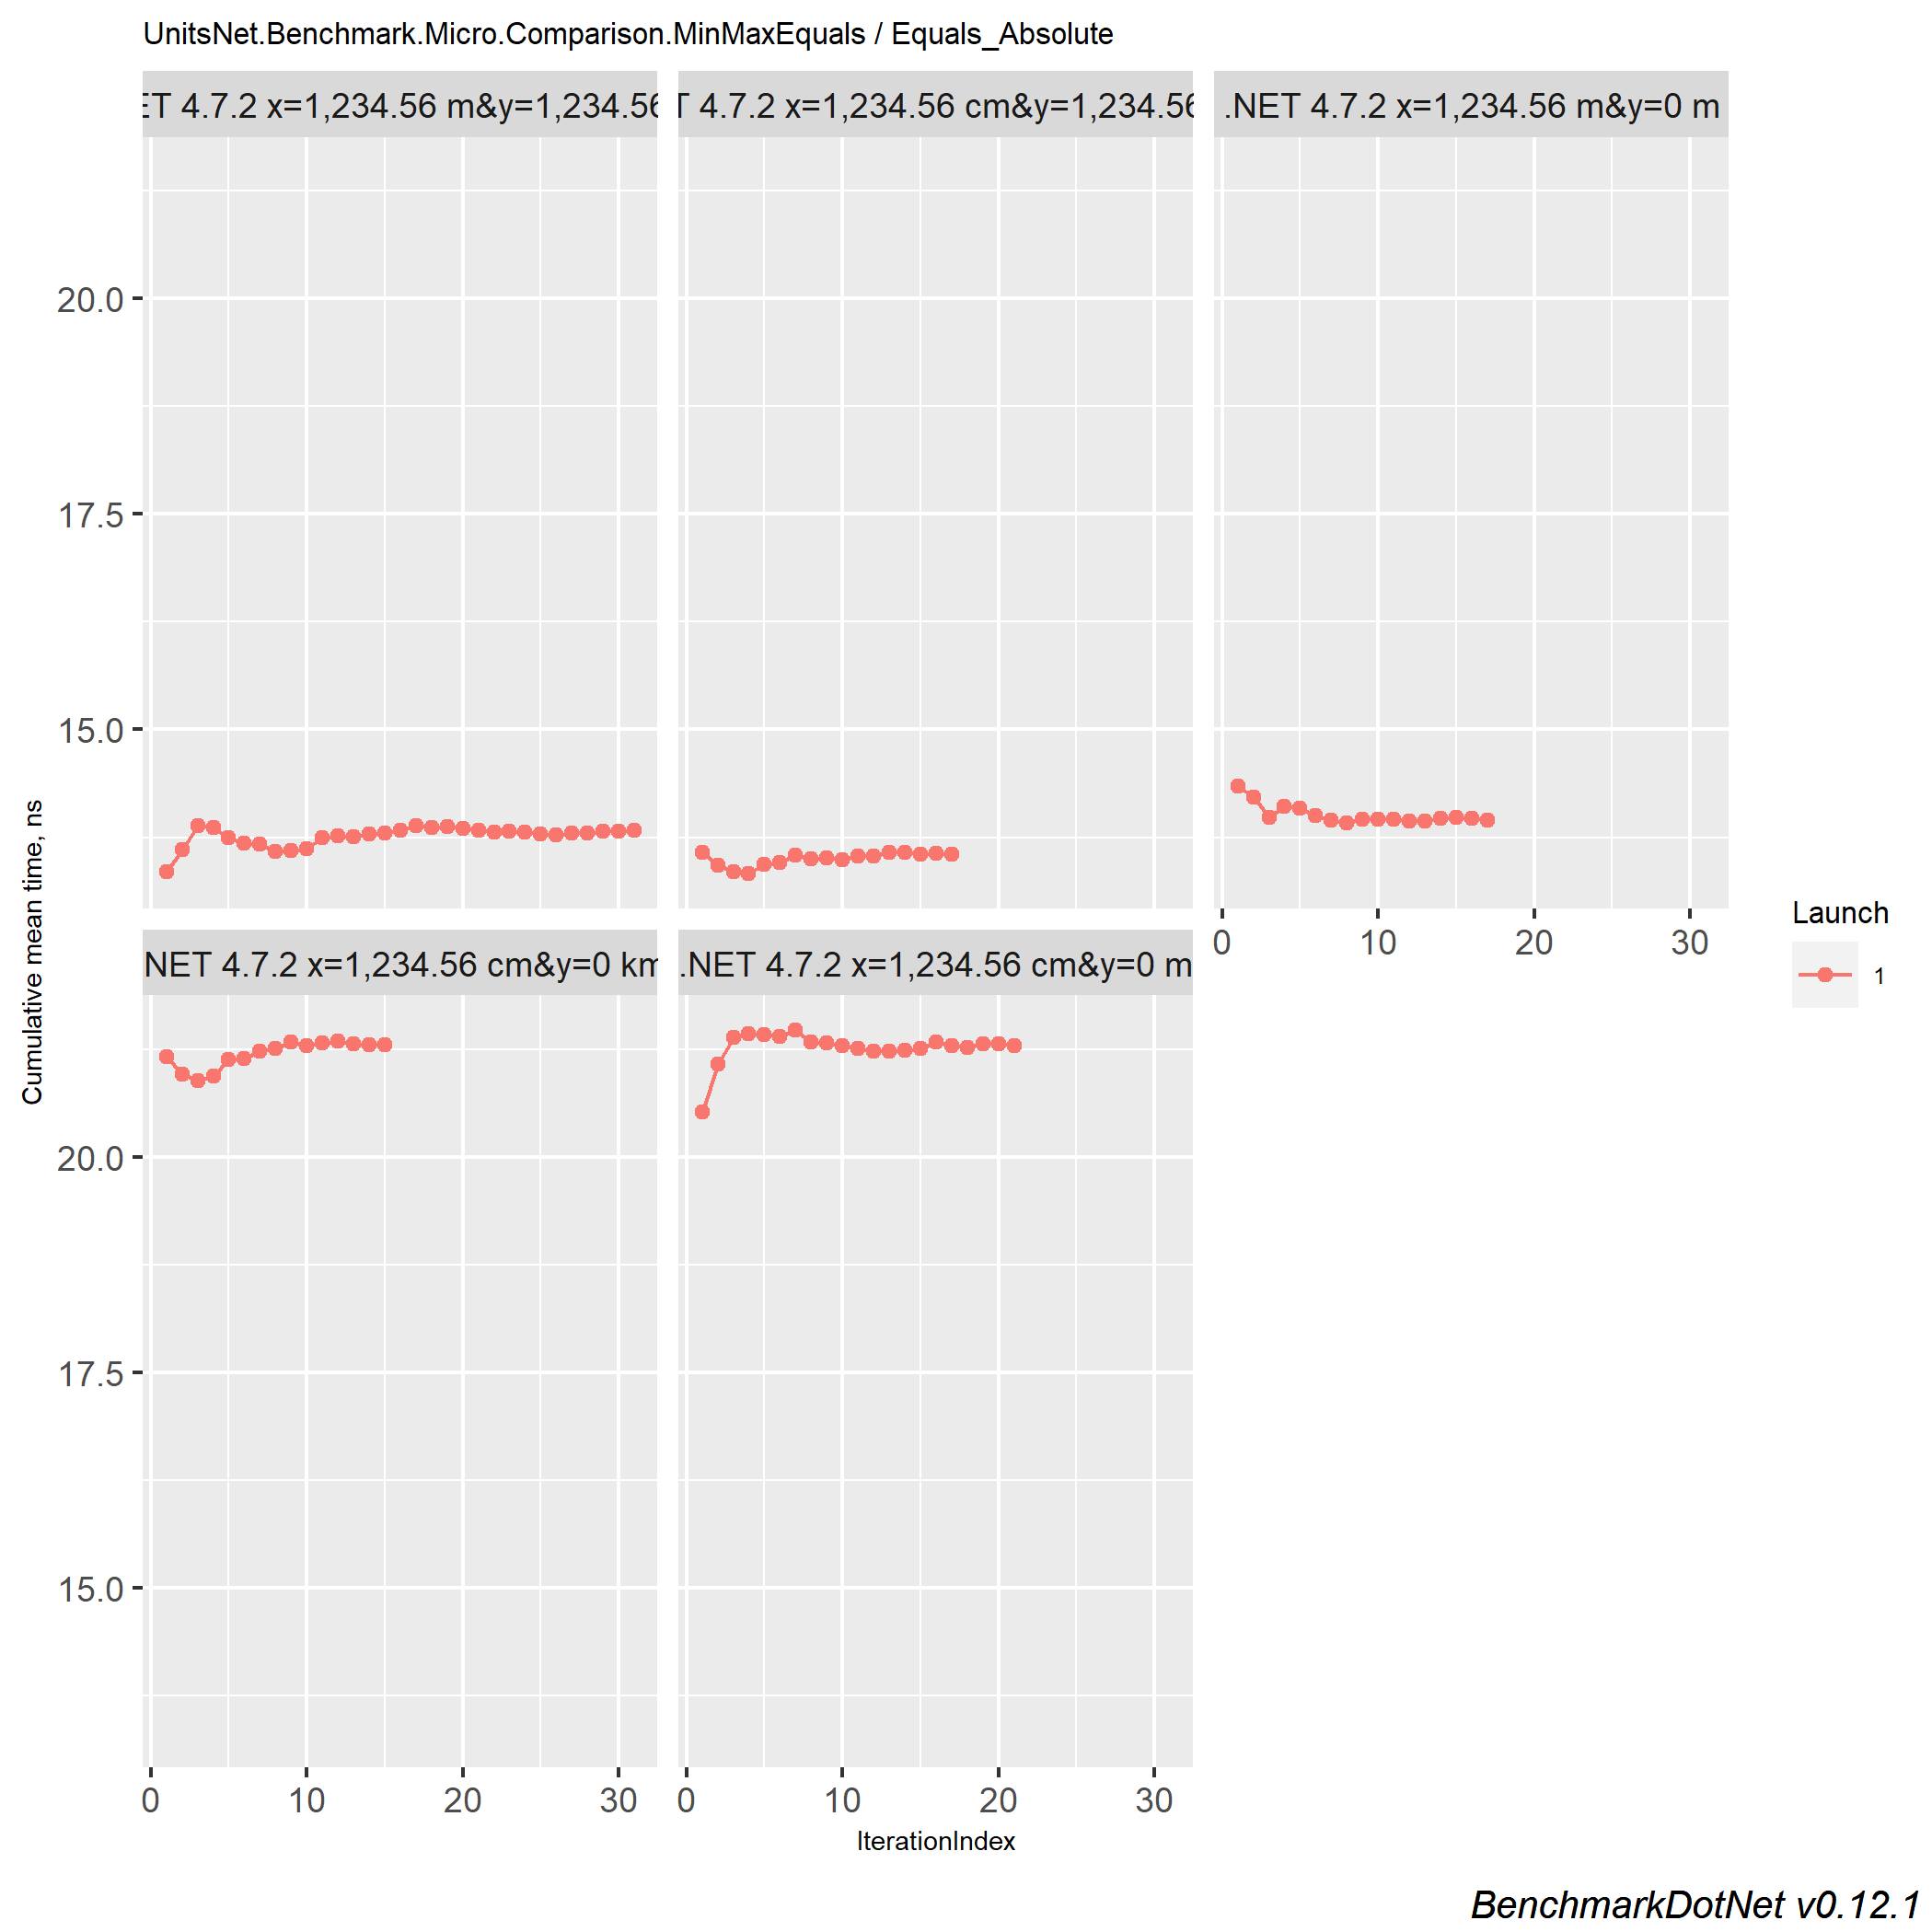 UnitsNet.Benchmark.Micro.Comparison.MinMaxEquals / Equals_Absolute
ET 4.7.2 x=1,234.56 m&y=1,234.56
T 4.7.2 x=1,234.56 cm&y=1,234.56
.NET 4.7.2 x=1,234.56 m&y=0 m
20.0
17.5
15.0
0 10 20 30
NET 4.7.2 x=1,234.56 cm&y=0 km
.NET 4.7.2 x=1,234.56 cm&y=0 m
20.0
17.5
15.0
0 10 20 30
0 10 20 30
IterationIndex
Cumulative mean time, ns
Launch
1
BenchmarkDotNet v0.12.1